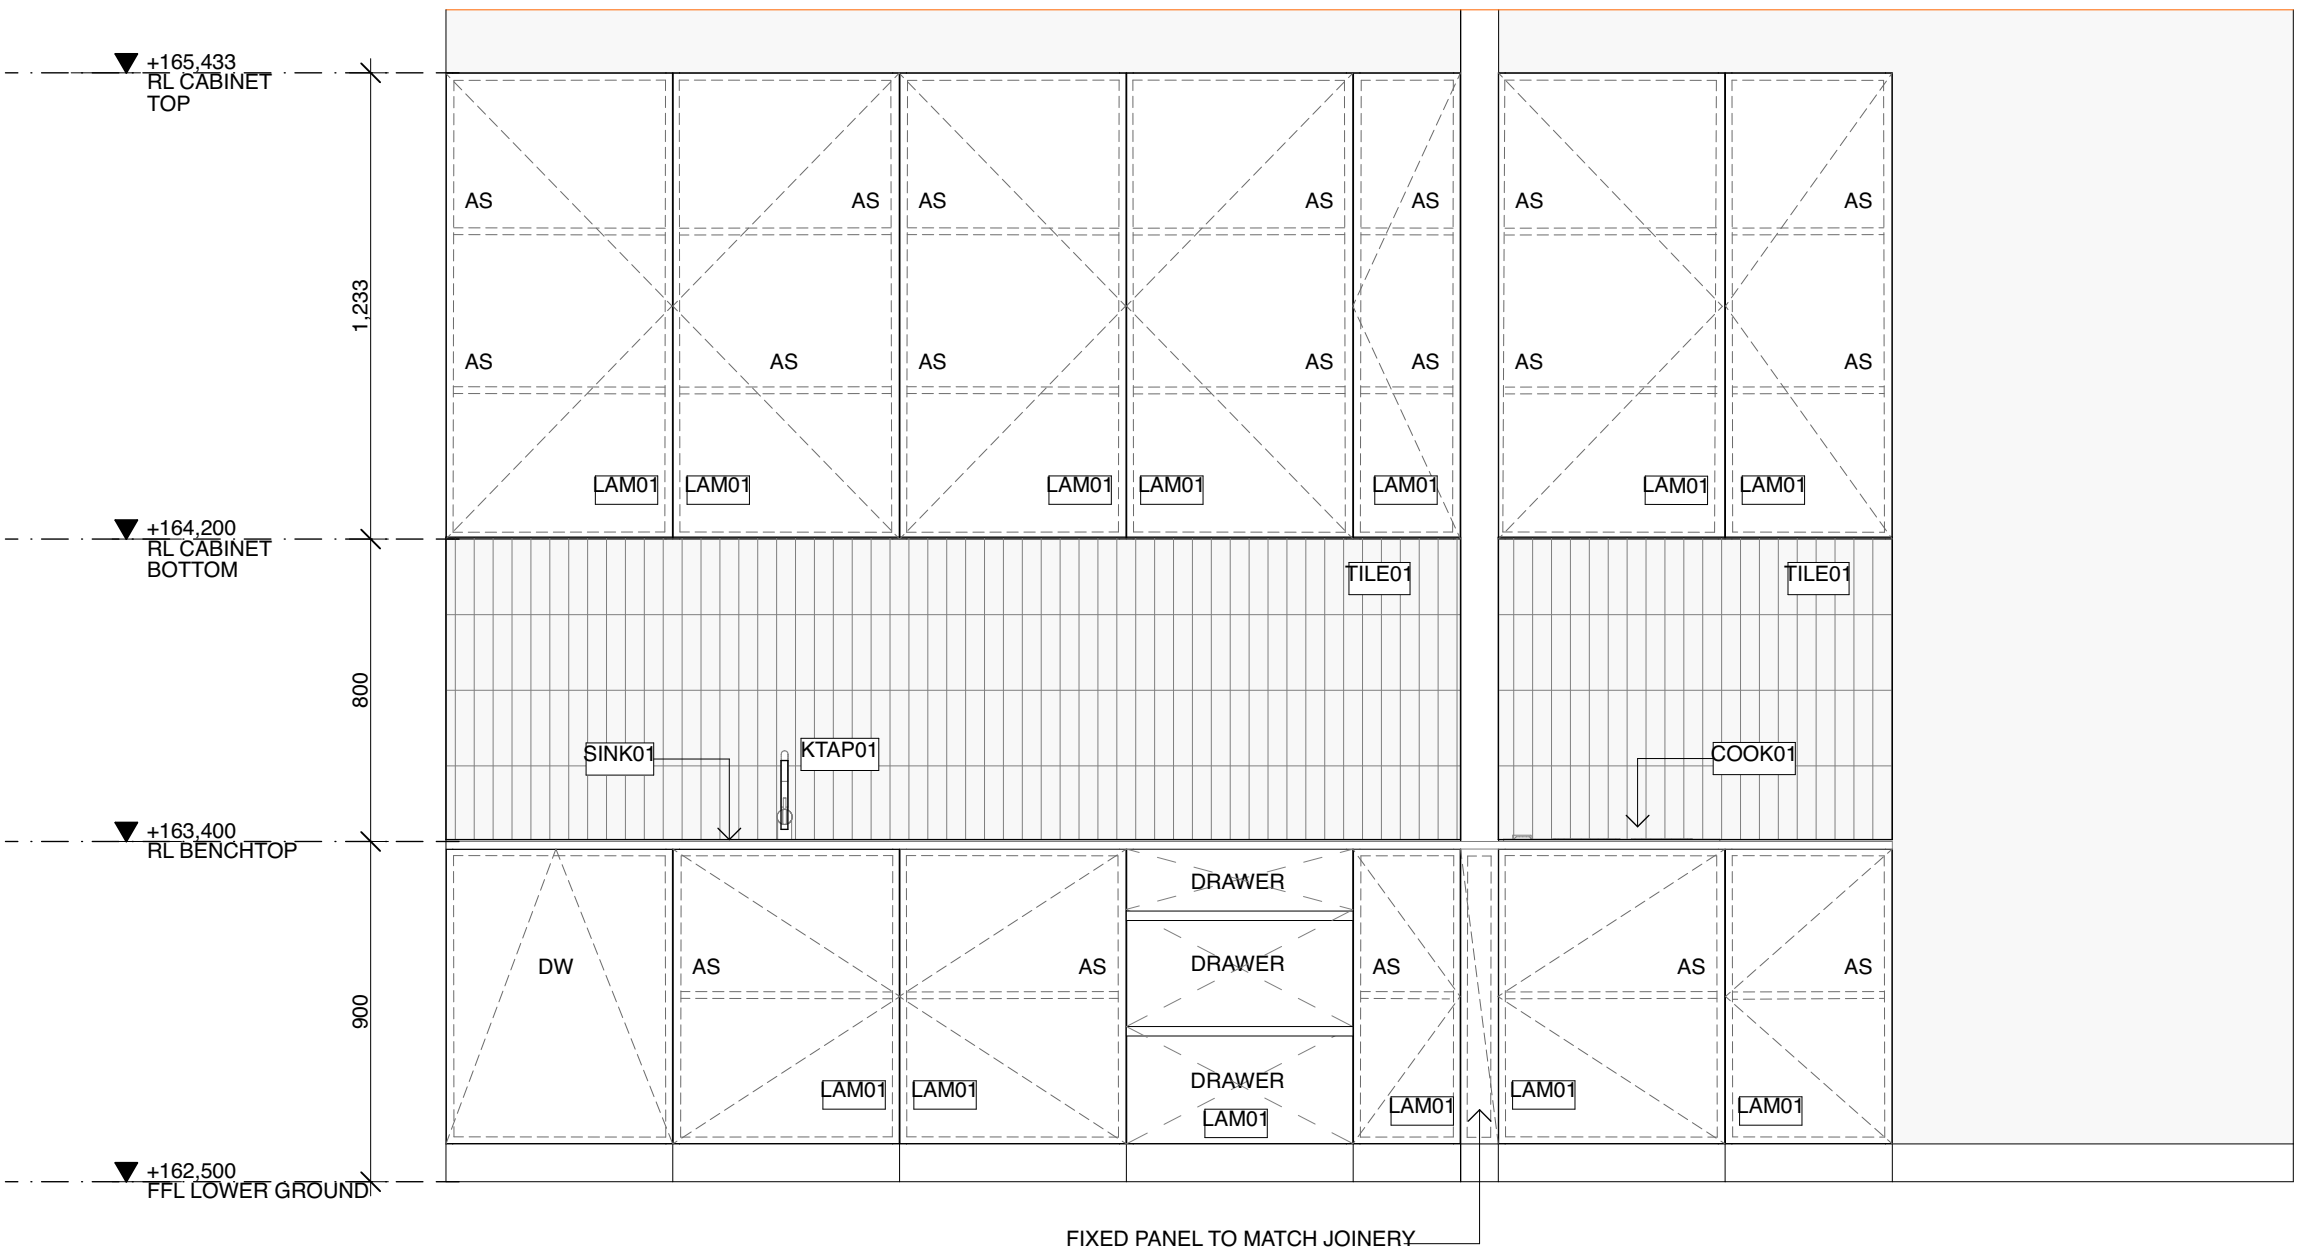 +165,433
RL CABINET
TOP
AS AS AS AS AS AS AS
1,233
AS AS AS AS AS AS AS
LAM01 LAM01 LAM01 LAM01 LAM01 LAM01 LAM01
+164,200
RL CABINET
BOTTOM
TILE01 TILE01
800
SINK01 KTAP01 COOK01
+163,400
RL BENCHTOP
DRAWER
DW AS AS DRAWER AS AS AS
900
DRAWER
LAM01 LAM01 LAM01 LAM01 LAM01 LAM01
+162,500
FFL LOWER GROUND
FIXED PANEL TO MATCH JOINERY